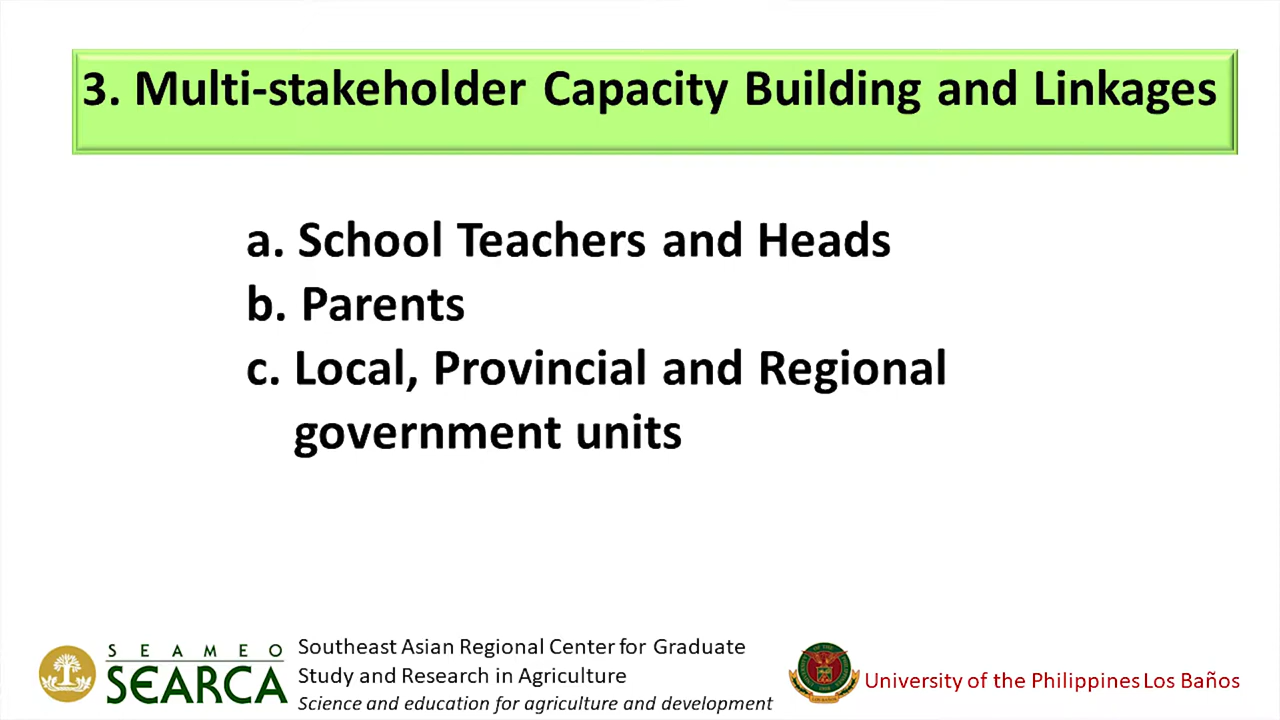 3. Multi-stakeholder Capacity Building and Linkages
a. School Teachers and Heads
b. Parents
c. Local, Provincial and Regional
government units
SEAMEO
SEARCA
Southeast Asian Regional Center for Graduate
Study and Research in Agriculture
Science and education for agriculture and development
University of the Philippines Los Baños